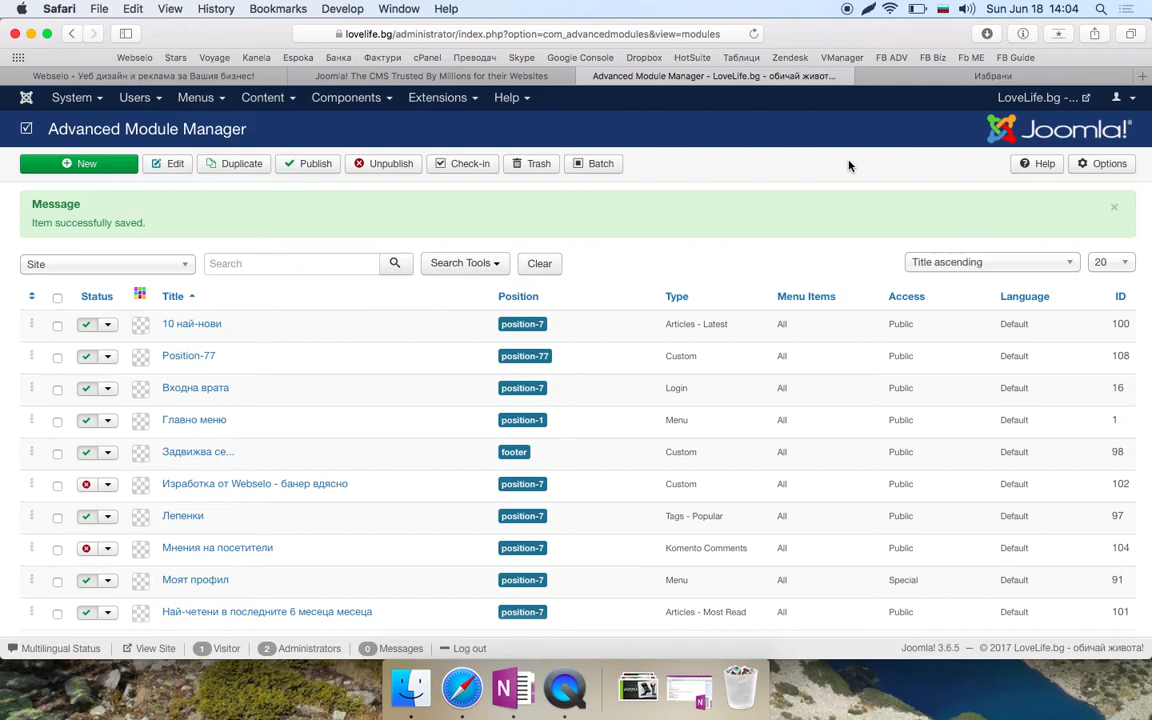 Safari File Edit View History Bookmarks Develop Window Help Sun Jun 18 14:04
lovelife.bg/administrator/index.php?option=com_advancedmodules&view=modules
Webselo Stars Voyage Kanela Espoka Банка Фактури cPanel Преводач Skype Google Console Dropbox HotSuite Таблици Zendesk VManager FB ADV FB Biz Fb ME FB Guide
Webselo - Уеб дизайн и реклама за Вашия бизнес! Joomla! The CMS Trusted By Millions for their Websites Advanced Module Manager - LoveLife.bg - обичай живот... Избрани
System Users Menus Content Components Extensions Help LoveLife.bg -...
Advanced Module Manager Joomla!
New Edit Duplicate Publish Unpublish Check-in Trash Batch Help Options
Message
Item successfully saved.
×
Site Search Search Tools Clear Title ascending 20
Status Title Position Type Menu Items Access Language ID
10 най-нови position-7 Articles - Latest All Public Default 100
Position-77 position-77 Custom All Public Default 108
Входна врата position-7 Login All Public Default 16
Главно меню position-1 Menu All Public Default 1
Задвижва се... footer Custom All Public Default 98
Изработка от Webselo - банер вдясно position-7 Custom All Public Default 102
Лепенки position-7 Tags - Popular All Public Default 97
Мнения на посетители position-7 Komento Comments All Public Default 104
Моят профил position-7 Menu All Special Default 91
Най-четени в последните 6 месеца месеца position-7 Articles - Most Read All Public Default 101
Multilingual Status View Site 1 Visitor 2 Administrators 0 Messages Log out Joomla! 3.6.5 — © 2017 LoveLife.bg - обичай живота!
N